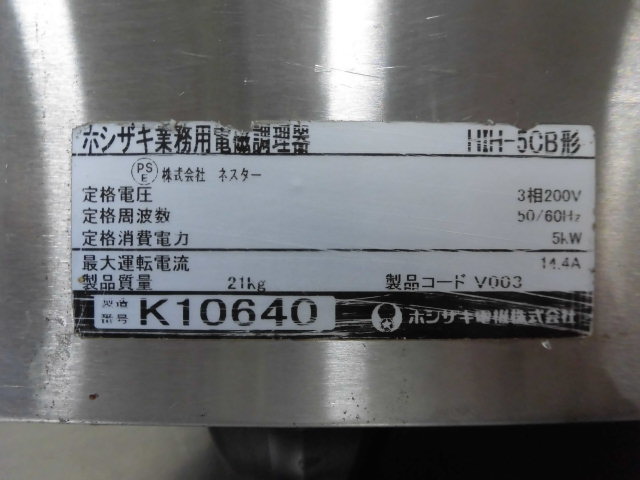 ホシザキ業務用電磁調理器 HIH-5CB形
PS
E 株式会社 ネスター
定格電圧 3相200V
定格周波数 50/60Hz
定格消費電力 5kW
最大運転電流 14.4A
製品質量 21kg 製品コード V003
製造
番号 K10640 ホシザキ電機株式会社